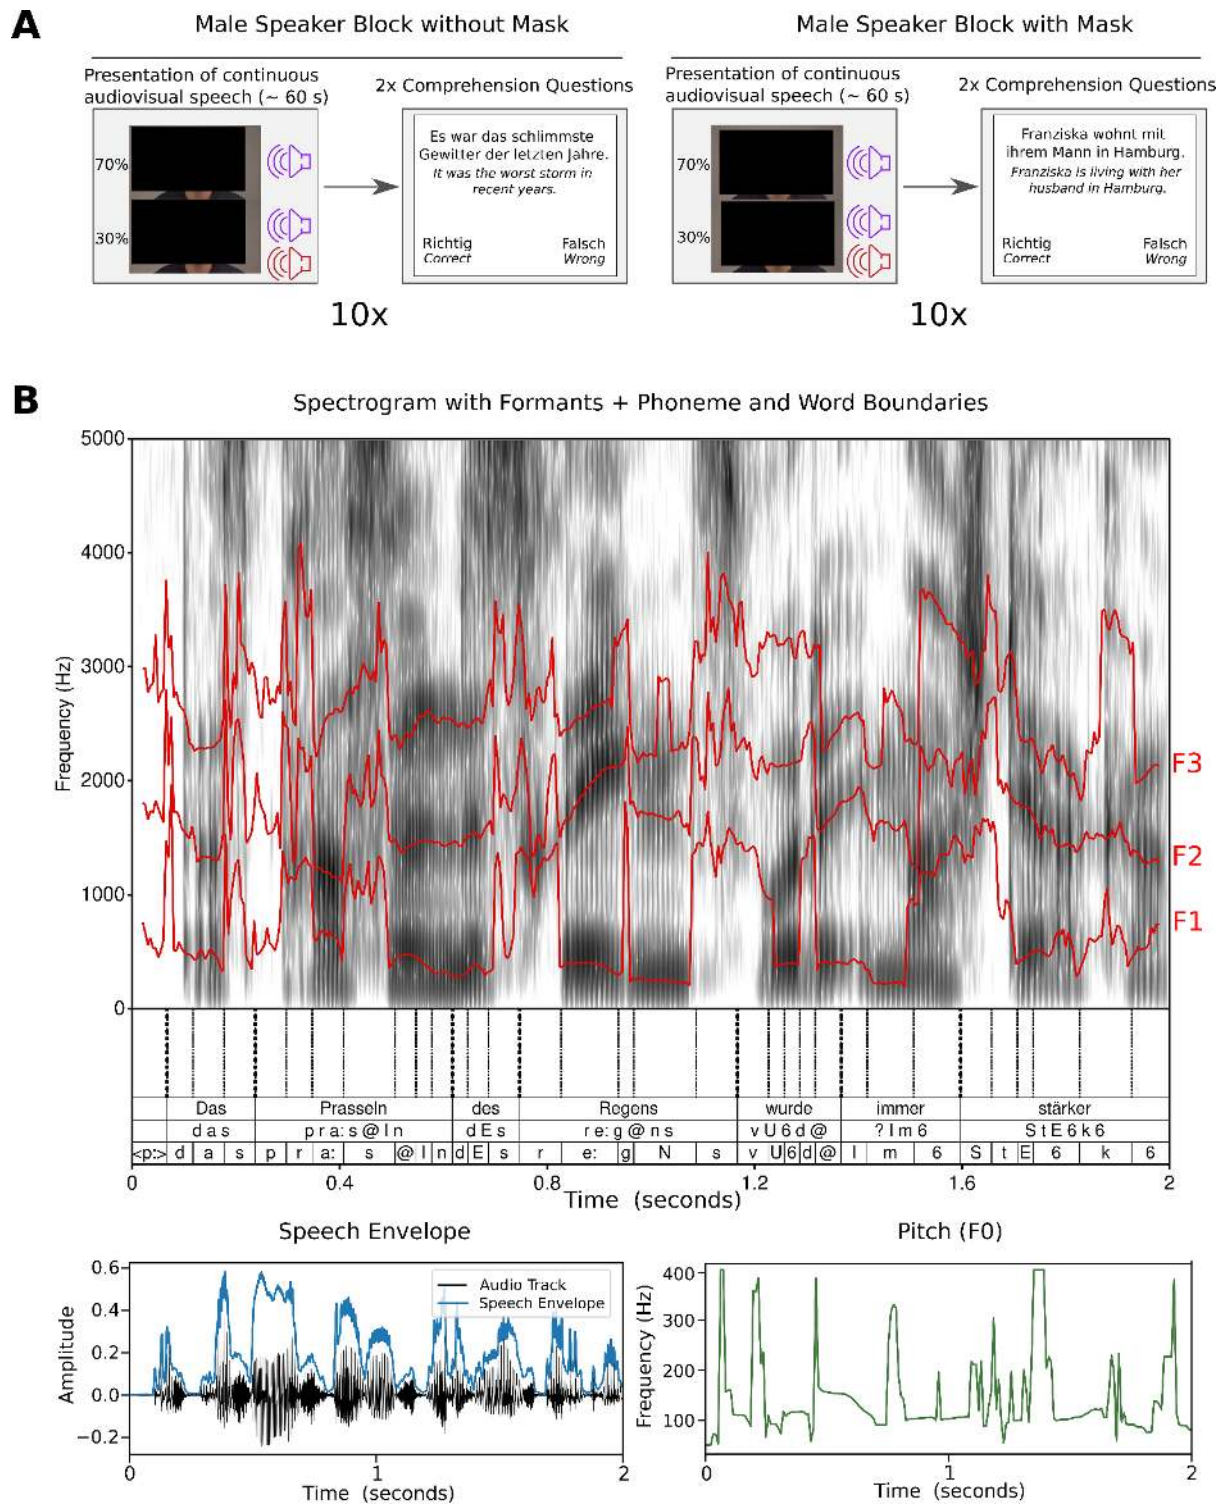 A
Male Speaker Block without Mask
Presentation of continuous
audiovisual speech (~ 60 s)
2x Comprehension Questions
70%
30%
Es war das schlimmste
Gewitter der letzten Jahre.
It was the worst storm in
recent years.
Richtig
Correct
Falsch
Wrong
10x
Male Speaker Block with Mask
Presentation of continuous
audiovisual speech (~ 60 s)
2x Comprehension Questions
70%
30%
Franziska wohnt mit
ihrem Mann in Hamburg.
Franziska is living with her
husband in Hamburg.
Richtig
Correct
Falsch
Wrong
10x
B
Spectrogram with Formants + Phoneme and Word Boundaries
Frequency (Hz)
5000
4000
3000
2000
1000
0
F3
F2
F1
Das Prasseln des Regens wurde immer stärker
d a s p r a: s @ l n d E s r e: g @ n s v U 6 d @ ? I m 6 S t E 6 k 6
<p:> d a s p r a: s @ l n d E s r e: g N s v U 6 d @ I m 6 S t E 6 k 6
0 0.4 0.8 1.2 1.6 2
Time (seconds)
Speech Envelope
Amplitude
0.6
0.4
0.2
0.0
−0.2
Audio Track
Speech Envelope
0 1 2
Time (seconds)
Pitch (F0)
Frequency (Hz)
400
300
200
100
0 1 2
Time (seconds)